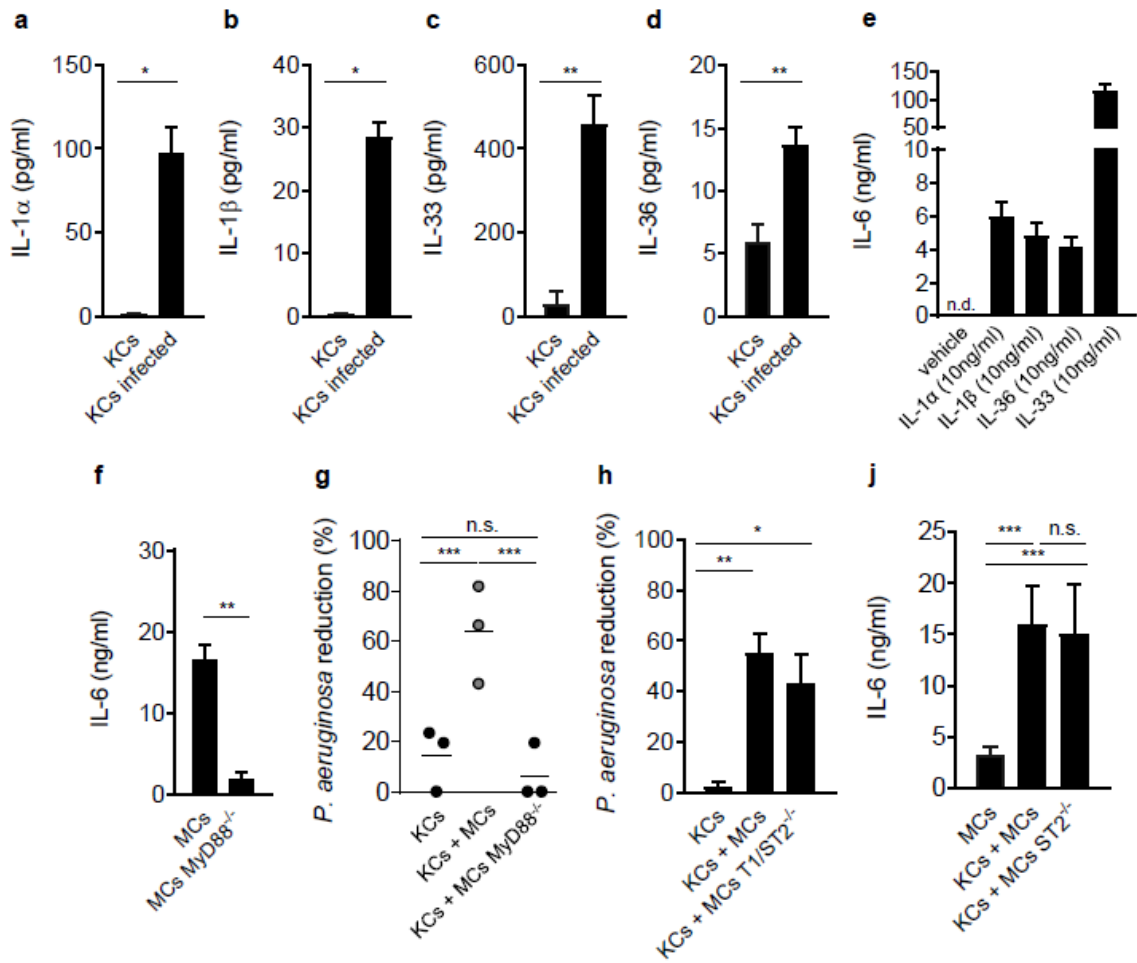 a
IL-1α (pg/ml)
150
100
50
0
*
KCs
KCs infected
b
IL-1β (pg/ml)
40
30
20
10
0
*
KCs
KCs infected
c
IL-33 (pg/ml)
600
400
200
0
**
KCs
KCs infected
d
IL-36 (pg/ml)
20
15
10
5
0
**
KCs
KCs infected
e
IL-6 (ng/ml)
150
100
50
10
8
6
4
2
0
n.d.
vehicle
IL-1α (10ng/ml)
IL-1β (10ng/ml)
IL-36 (10ng/ml)
IL-33 (10ng/ml)
f
IL-6 (ng/ml)
30
20
10
0
**
MCs
MCs MyD88-/-
g
P. aeruginosa reduction (%)
100
80
60
40
20
0
n.s.
*** ***
KCs
KCs + MCs
KCs + MCs MyD88-/-
h
P. aeruginosa reduction (%)
100
80
60
40
20
0
*
**
KCs
KCs + MCs
KCs + MCs T1/ST2-/-
j
IL-6 (ng/ml)
25
20
15
10
5
0
*** n.s.
***
MCs
KCs + MCs
KCs + MCs ST2-/-